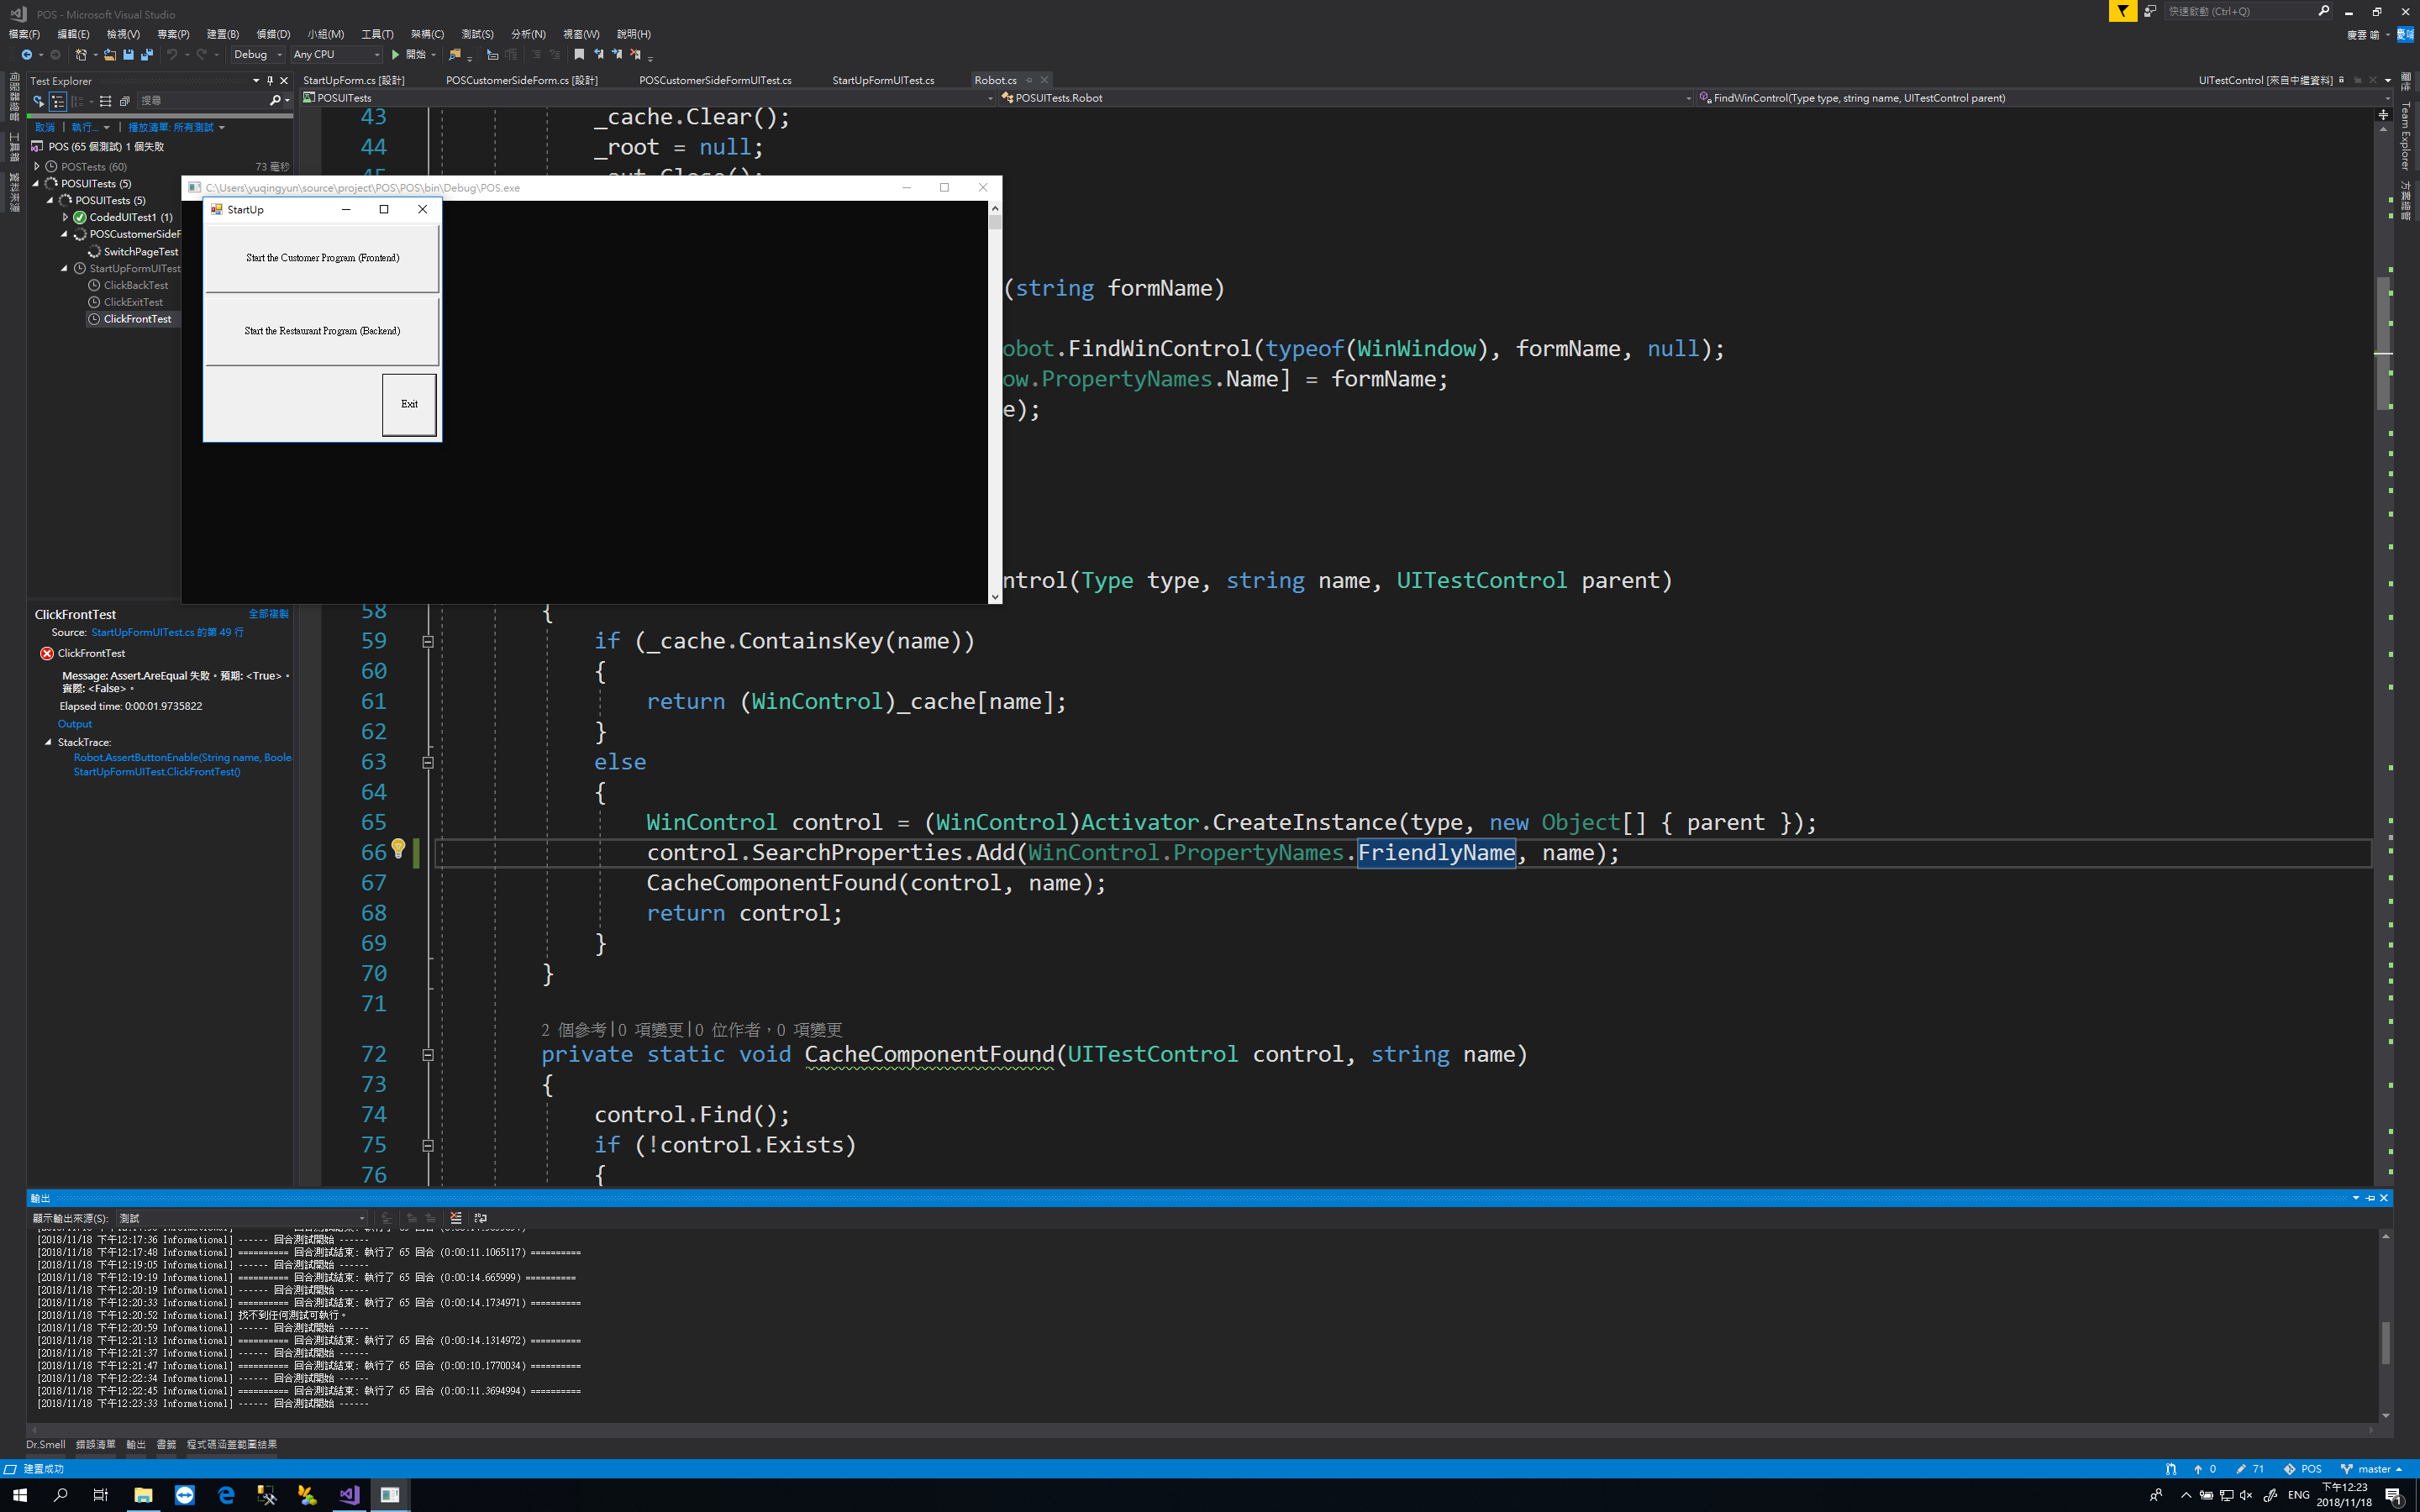 POS - Microsoft Visual Studio
快速啟動 (Ctrl+Q)
檔案(F) 編輯(E) 檢視(V) 專案(P) 建置(B) 偵錯(D) 小組(M) 工具(T) 架構(C) 測試(S) 分析(N) 視窗(W) 說明(H)
慶雲 喻
Debug Any CPU 開始
Test Explorer
StartUpForm.cs [設計] POSCustomerSideForm.cs [設計] POSCustomerSideFormUITest.cs StartUpFormUITest.cs Robot.cs UITestControl [來自中繼資料]
搜尋
POSUITests POSUITests.Robot FindWinControl(Type type, string name, UITestControl parent)
取消 | 執行... | 播放清單: 所有測試
POS (65 個測試) 1 個失敗
POSTests (60) 73 毫秒
POSUITests (5)
POSUITests (5)
CodedUITest1 (1)
POSCustomerSideF
SwitchPageTest
StartUpFormUITest
ClickBackTest
ClickExitTest
ClickFrontTest
Team Explorer
C:\Users\yuqingyun\source\project\POS\POS\bin\Debug\POS.exe
StartUp
Start the Customer Program (Frontend)
Start the Restaurant Program (Backend)
Exit
43 _cache.Clear();
44 _root = null;
(string formName)
obot.FindWinControl(typeof(WinWindow), formName, null);
ow.PropertyNames.Name] = formName;
e);
ntrol(Type type, string name, UITestControl parent)
58 {
59 if (_cache.ContainsKey(name))
60 {
61 return (WinControl)_cache[name];
62 }
63 else
64 {
65 WinControl control = (WinControl)Activator.CreateInstance(type, new Object[] { parent });
66 control.SearchProperties.Add(WinControl.PropertyNames.FriendlyName, name);
67 CacheComponentFound(control, name);
68 return control;
69 }
70 }
71
2 個參考|0 項變更|0 位作者，0 項變更
72 private static void CacheComponentFound(UITestControl control, string name)
73 {
74 control.Find();
75 if (!control.Exists)
76 {
ClickFrontTest 全部複製
Source: StartUpFormUITest.cs 的第 49 行
ClickFrontTest
Message: Assert.AreEqual 失敗。預期: <True>。
實際: <False>。
Elapsed time: 0:00:01.9735822
Output
StackTrace:
Robot.AssertButtonEnable(String name, Boole
StartUpFormUITest.ClickFrontTest()
輸出
顯示輸出來源(S): 測試
[2018/11/18 下午12:17:36 Informational] ------ 回合測試開始 ------
[2018/11/18 下午12:17:48 Informational] ========== 回合測試結束: 執行了 65 回合 (0:00:11.1065117) ==========
[2018/11/18 下午12:19:05 Informational] ------ 回合測試開始 ------
[2018/11/18 下午12:19:19 Informational] ========== 回合測試結束: 執行了 65 回合 (0:00:14.665999) ==========
[2018/11/18 下午12:20:19 Informational] ------ 回合測試開始 ------
[2018/11/18 下午12:20:33 Informational] ========== 回合測試結束: 執行了 65 回合 (0:00:14.1734971) ==========
[2018/11/18 下午12:20:52 Informational] 找不到任何測試可執行。
[2018/11/18 下午12:20:59 Informational] ------ 回合測試開始 ------
[2018/11/18 下午12:21:13 Informational] ========== 回合測試結束: 執行了 65 回合 (0:00:14.1314972) ==========
[2018/11/18 下午12:21:37 Informational] ------ 回合測試開始 ------
[2018/11/18 下午12:21:47 Informational] ========== 回合測試結束: 執行了 65 回合 (0:00:10.1770034) ==========
[2018/11/18 下午12:22:34 Informational] ------ 回合測試開始 ------
[2018/11/18 下午12:22:45 Informational] ========== 回合測試結束: 執行了 65 回合 (0:00:11.3694994) ==========
[2018/11/18 下午12:23:33 Informational] ------ 回合測試開始 ------
Dr.Smell 錯誤清單 輸出 書籤 程式碼涵蓋範圍結果
建置成功
0 71 POS master
ENG
下午12:23
2018/11/18